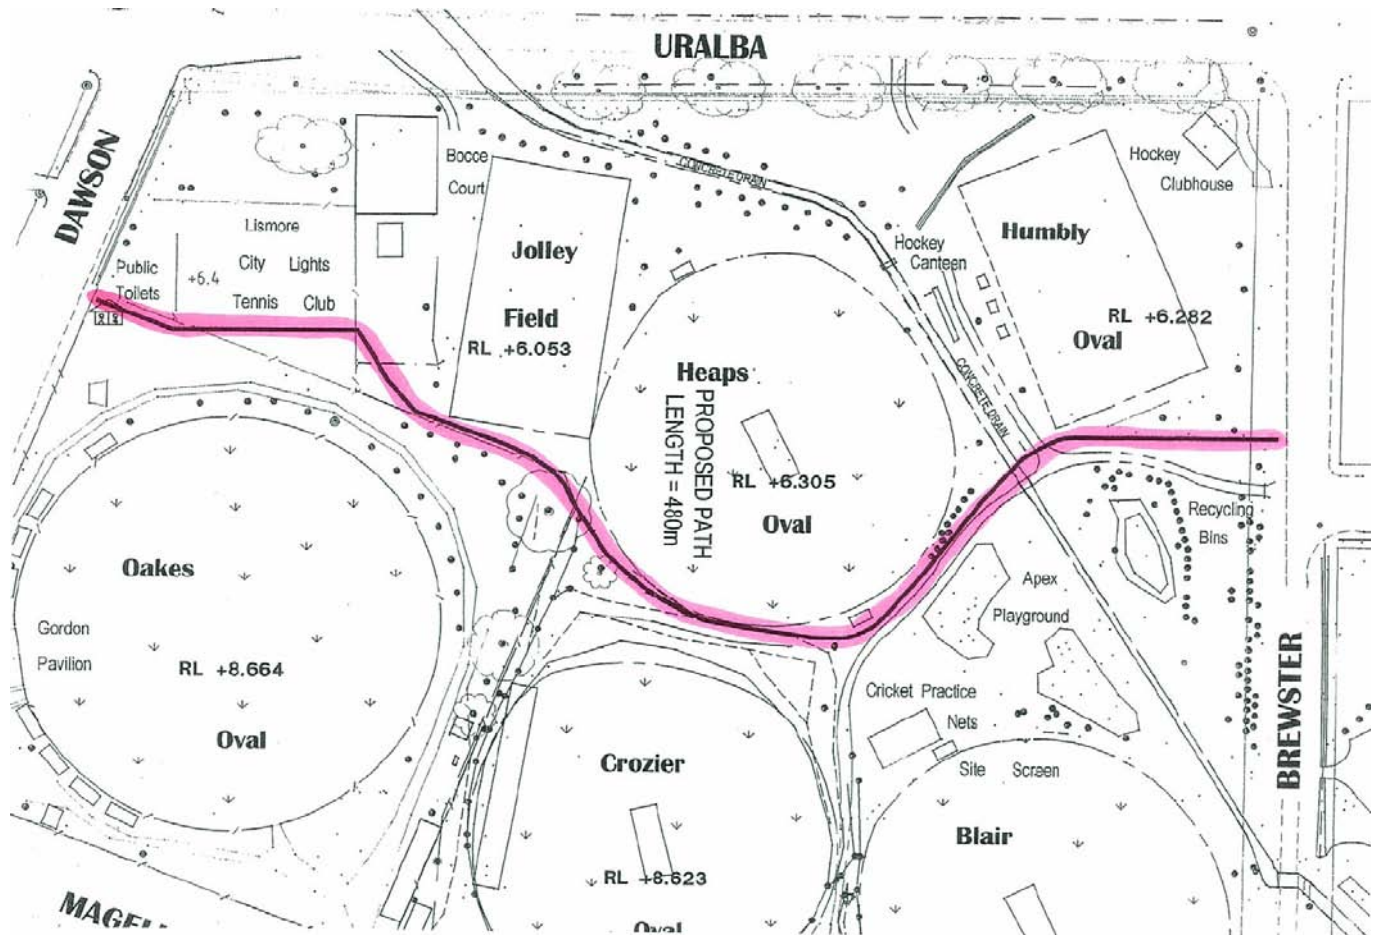 URALBA
DAWSON
Bocce
Court
CONCRETE DRAIN
Hockey
Clubhouse
Lismore
City Lights
Tennis Club
Public
Toilets
+6.4
Jolley
Field
RL +6.053
Hockey
Canteen
Humbly
RL +6.282
Oval
Heaps
PROPOSED PATH
LENGTH = 480m
RL +6.305
Oval
CONCRETE DRAIN
Recycling
Bins
Apex
Playground
Oakes
Gordon
Pavilion
RL +8.664
Oval
Cricket Practice
Nets
Site Screen
BREWSTER
Crozier
RL +8.623
Oval
Blair